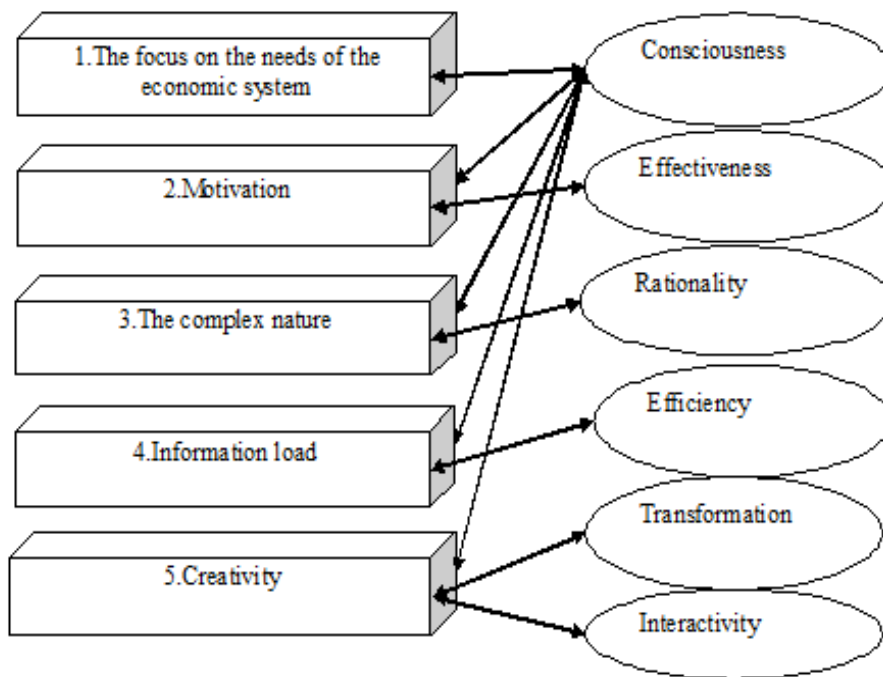 1.The focus on the needs of the
economic system
2.Motivation
3.The complex nature
4.Information load
5.Creativity
Consciousness
Effectiveness
Rationality
Efficiency
Transformation
Interactivity